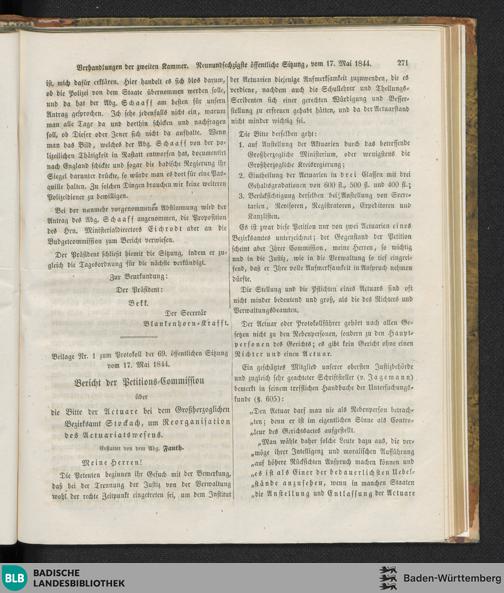 Verhandlungen der zweiten Kammer. Neunundsechzigste öffentliche Sitzung, vom 17. Mai 1844. 271
ist, mich dafür erklären. Hier handelt es sich blos darum,
ob die Polizei von dem Staate übernommen werden solle,
und da hat der Abg. Schaaff am besten für unsern
Antrag gesprochen. Ich sehe jedenfalls nicht ein, warum
man alle Tage da und dorthin schicken und nachfragen
soll, ob Dieser oder Jener sich nicht da aufhalte. Wenn
man das Bild, welches der Abg. Schaaff von der po-
lizeilichen Thätigkeit in Rastatt entworfen hat, documentirt
nach England schickte und sogar die badische Regierung ihr
Siegel darunter drückte, so würde man es dort für eine Pas-
quille halten. Zu solchen Dingen brauchen wir keine weiteren
Polizeidiener zu bewilligen.
Bei der nunmehr vorgenommenen Abstimmung wird der
Antrag des Abg. Schaaff angenommen, die Proposition
des Hrn. Ministerialdirectors Eichrodt aber an die
Budgetcommission zum Bericht verwiesen.
Der Präsident schließt hiemit die Sitzung, indem er zu-
gleich die Tagesordnung für die nächste verkündigt.
Zur Beurkundung:
Der Präsident:
Bekk.
Der Secretär
Blankenhorn-Krafft.
Beilage Nr. 1 zum Protokoll der 69. öffentlichen Sitzung
vom 17. Mai 1844.
Bericht der Petitions-Commission
über
die Bitte der Actuare bei dem Großherzoglichen
Bezirksamt Stockach, um Reorganisation
des Actuariatswesens.
Erstattet von dem Abg. Fauth.
Meine Herren!
Die Petenten beginnen ihr Gesuch mit der Bemerkung,
daß bei der Trennung der Justiz von der Verwaltung
wohl der rechte Zeitpunkt eingetreten sei, um dem Institut
der Actuarien diejenige Aufmerksamkeit zuzuwenden, die es
verdiene, nachdem auch die Schullehrer und Theilungs-
Scribenten sich einer gerechten Würdigung und Besser-
stellung zu erfreuen gehabt hätten, und da der Actuarstand
nicht minder wichtig sei.
Die Bitte derselben geht:
1. auf Anstellung der Actuarien durch das betreffende
Großherzogliche Ministerium, oder wenigstens die
Großherzogliche Kreisregierung;
2. Eintheilung der Actuarien in drei Classen mit drei
Gehaltsgradationen von 600 fl., 500 fl. und 400 fl.;
3. Berücksichtigung derselben bei Anstellung von Secre-
tarien, Revisoren, Registratoren, Expeditoren und
Kanzlisten.
Es ist zwar diese Petition nur von zwei Actuarien eines
Bezirksamtes unterzeichnet; der Gegenstand der Petition
scheint aber Ihrer Commission, meine Herren, so wichtig
und in die Justiz, wie in die Verwaltung so tief eingrei-
fend, daß er Ihre volle Aufmerksamkeit in Anspruch nehmen
dürfte.
Die Stellung und die Pflichten eines Actuars sind oft
nicht minder bedeutend und groß, als die des Richters und
Verwaltungsbeamten.
Der Actuar oder Protokollführer gehört nach allen Ge-
setzen nicht zu den Nebenpersonen, sondern zu den Haupt-
personen des Gerichts; es gibt kein Gericht ohne einen
Richter und einen Actuar.
Ein geschätztes Mitglied unserer obersten Justizbehörde
und zugleich sehr geachteter Schriftsteller (v. Jagemann)
bemerkt in seinem trefflichen Handbuche der Untersuchungs-
kunde (§. 605):
„Den Actuar darf man nie als Nebenperson betrach-
„ten; denn er ist im eigentlichen Sinne als Contro-
„leur des Gerichtsactes aufgestellt.
„Man wähle daher solche Leute dazu aus, die ver-
„möge ihrer Intelligenz und moralischen Aufführung
„auf höhere Rücksichten Anspruch machen können und
„es ist als Einer der bedauerlichsten Uebel-
„stände anzusehen, wenn in manchen Staaten
„die Anstellung und Entlassung der Actuare
BLB BADISCHE
LANDESBIBLIOTHEK
Baden-Württemberg